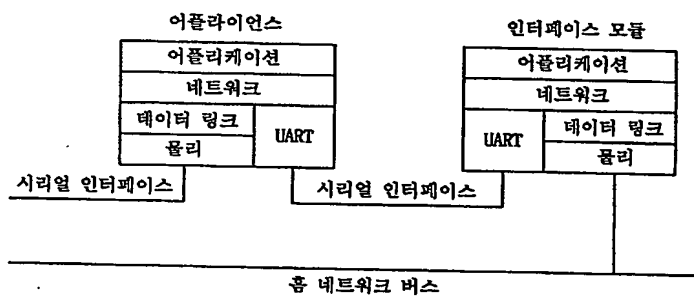 어플라이언스
인터페이스 모듈
어플리케이션
네트워크
데이터 링크
물리
UART
어플리케이션
네트워크
UART
데이터 링크
물리
시리얼 인터페이스
시리얼 인터페이스
홈 네트워크 버스